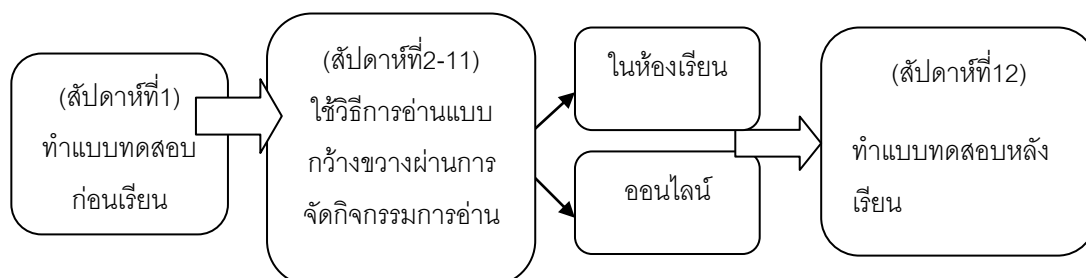 (สัปดาห์ที่1)
ทำแบบทดสอบ
ก่อนเรียน
(สัปดาห์ที่2-11)
ใช้วิธีการอ่านแบบ
กว้างขวางผ่านการ
จัดกิจกรรมการอ่าน
ในห้องเรียน
ออนไลน์
(สัปดาห์ที่12)
ทำแบบทดสอบหลัง
เรียน